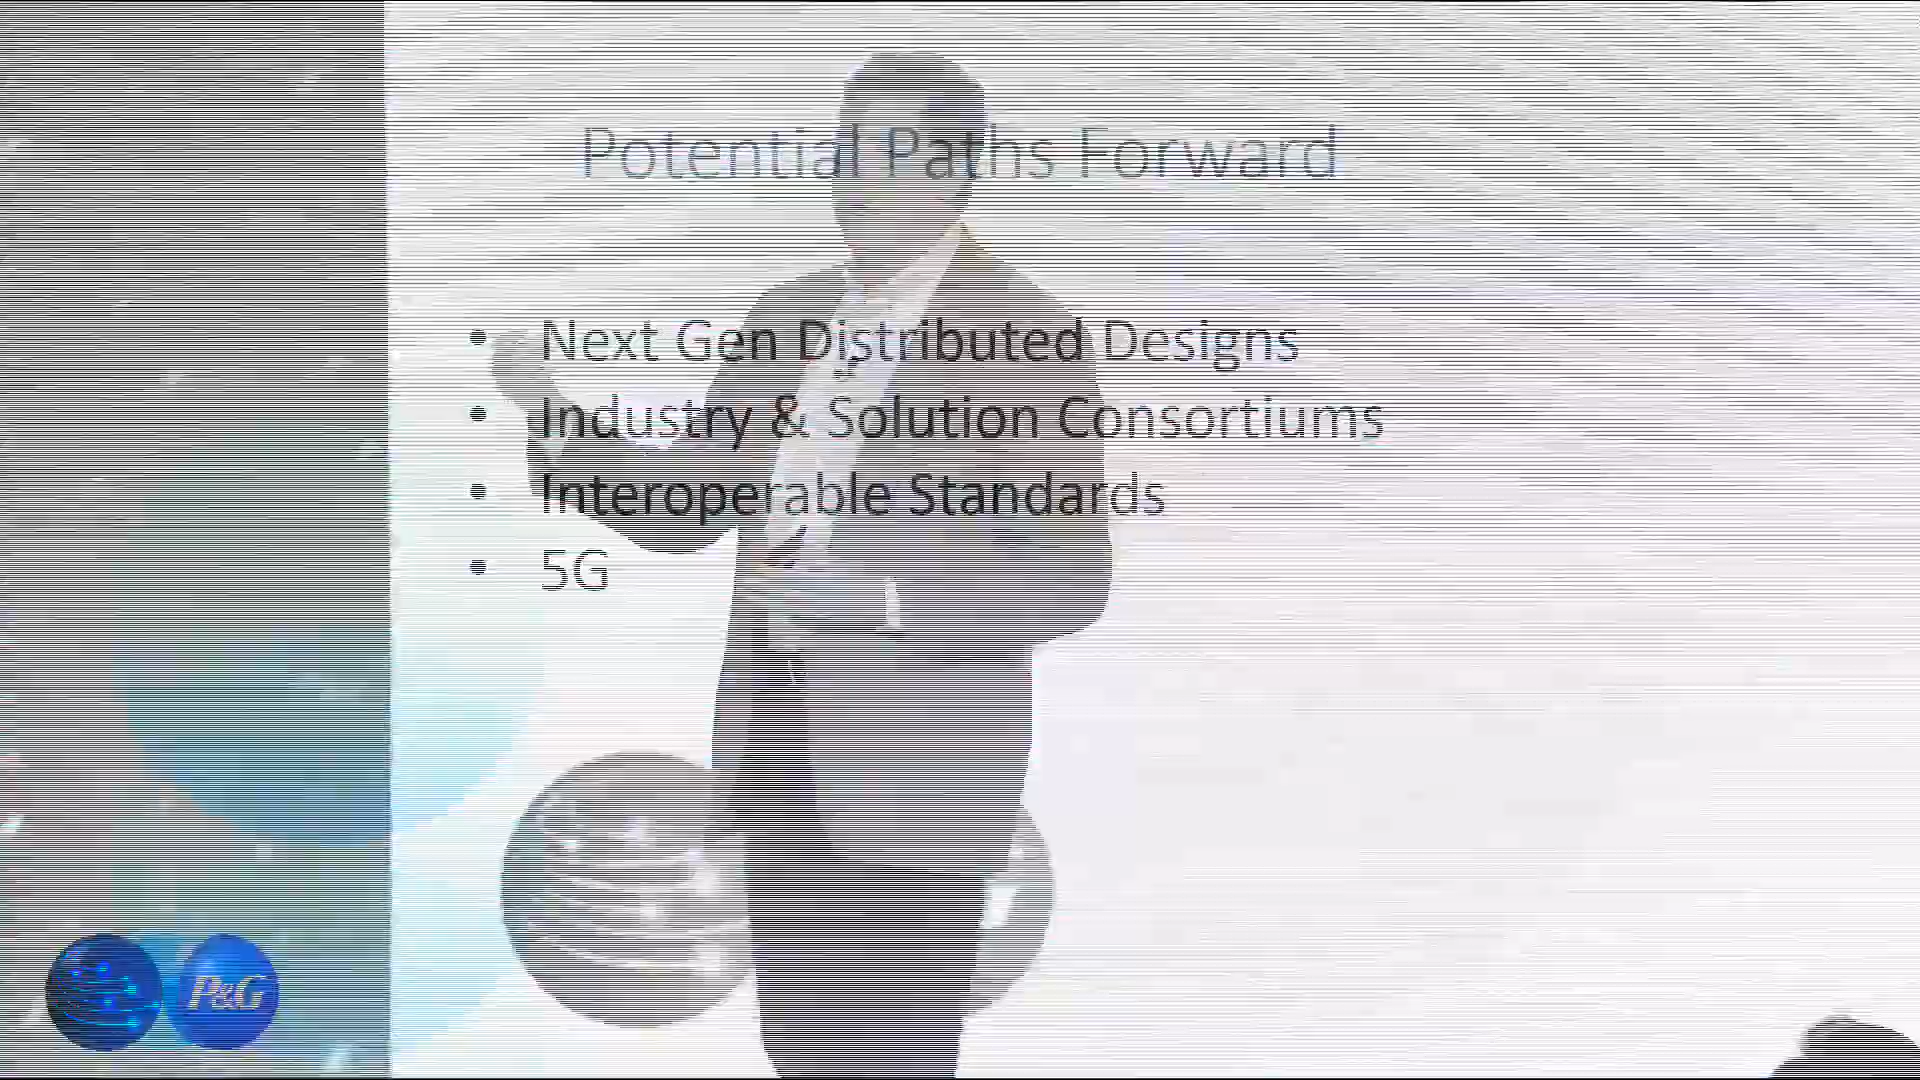 Potential Paths Forward
• Next Gen Distributed Designs
• Industry & Solution Consortiums
• Interoperable Standards
• 5G
P&G